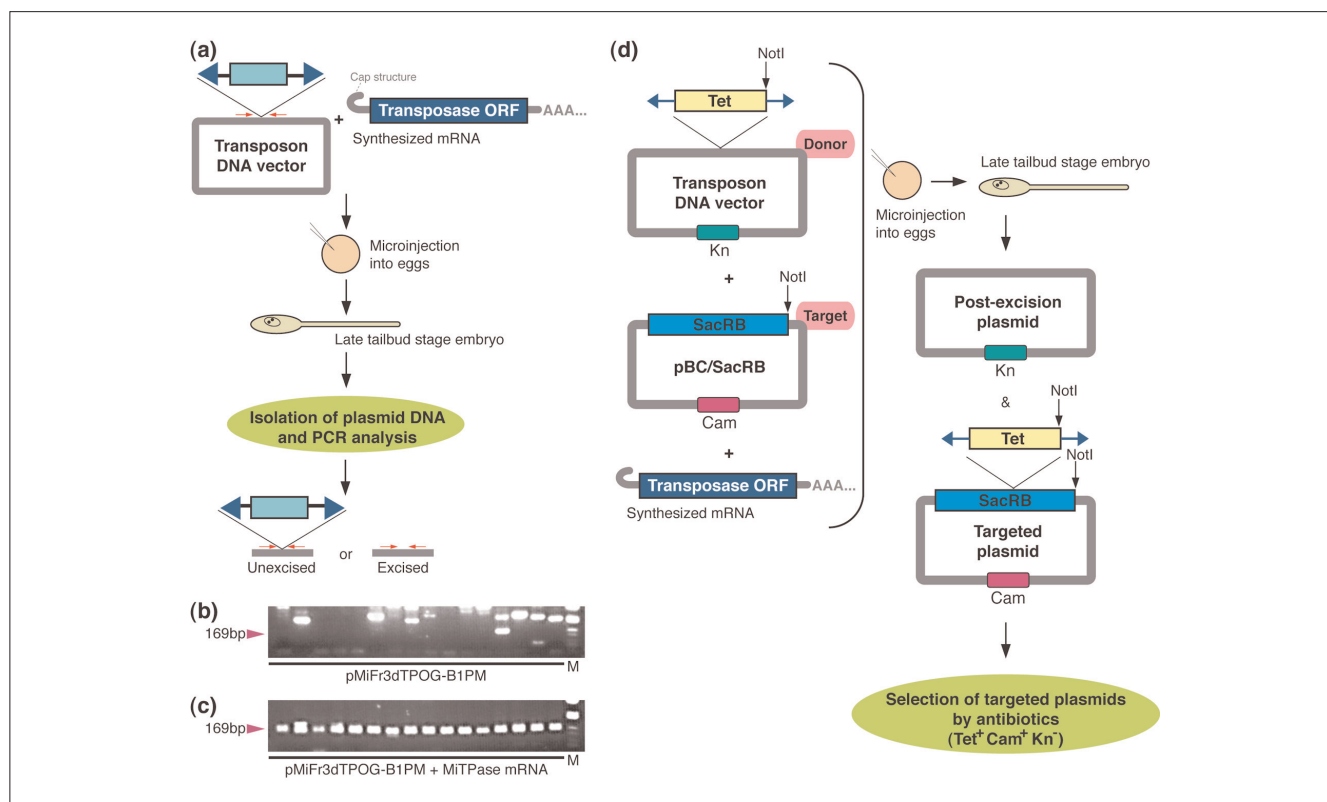 (a)
Cap structure
Transposase ORF
AAA...
Synthesized mRNA
+
Transposon
DNA vector
Microinjection
into eggs
Late tailbud stage embryo
Isolation of plasmid DNA
and PCR analysis
Unexcised
or
Excised
(b)
169bp
pMiFr3dTPOG-B1PM
M
(c)
169bp
pMiFr3dTPOG-B1PM + MiTPase mRNA
M
(d)
NotI
Tet
Donor
Transposon
DNA vector
Kn
+
NotI
SacRB
Target
pBC/SacRB
Cam
+
Transposase ORF
AAA...
Synthesized mRNA
Microinjection
into eggs
Late tailbud stage embryo
Post-excision
plasmid
Kn
&
NotI
Tet
NotI
SacRB
Targeted
plasmid
Cam
Selection of targeted plasmids
by antibiotics
(Tet⁺ Cam⁺ Kn⁻)